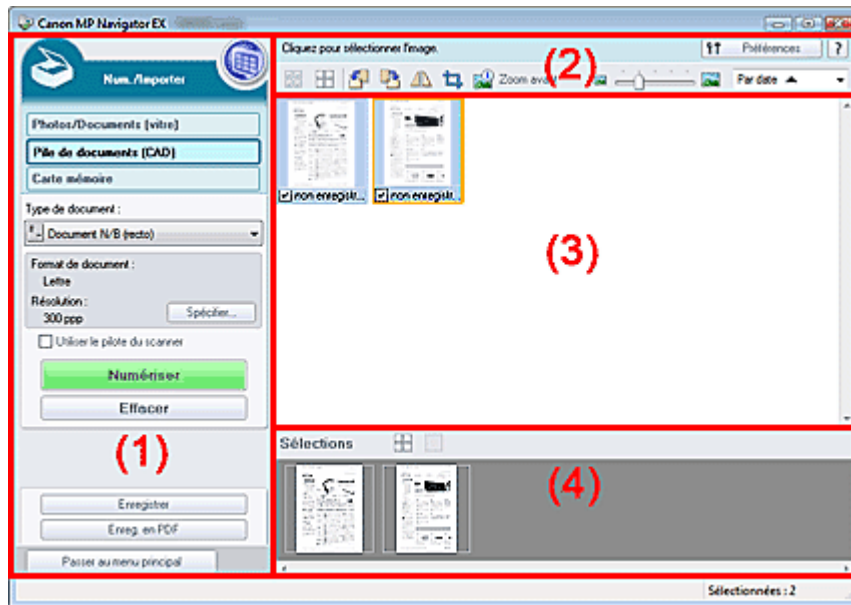 Canon MP Navigator EX
Num./Importer
Photos/Documents (vitre)
Pile de documents (CAD)
Carte mémoire
Type de document :
Document N/B (recto)
Format de document :
Lettre
Résolution :
300 ppp
Spécifier...
Utiliser le pilote du scanner
Numériser
Effacer
(1)
Enregistrer
Enreg. en PDF
Passer au menu principal
Cliquez pour sélectionner l'image.
Préférences
?
(2)
Zoom
Par date
non enregistr...
non enregistr...
(3)
Sélections
(4)
Sélectionnées : 2